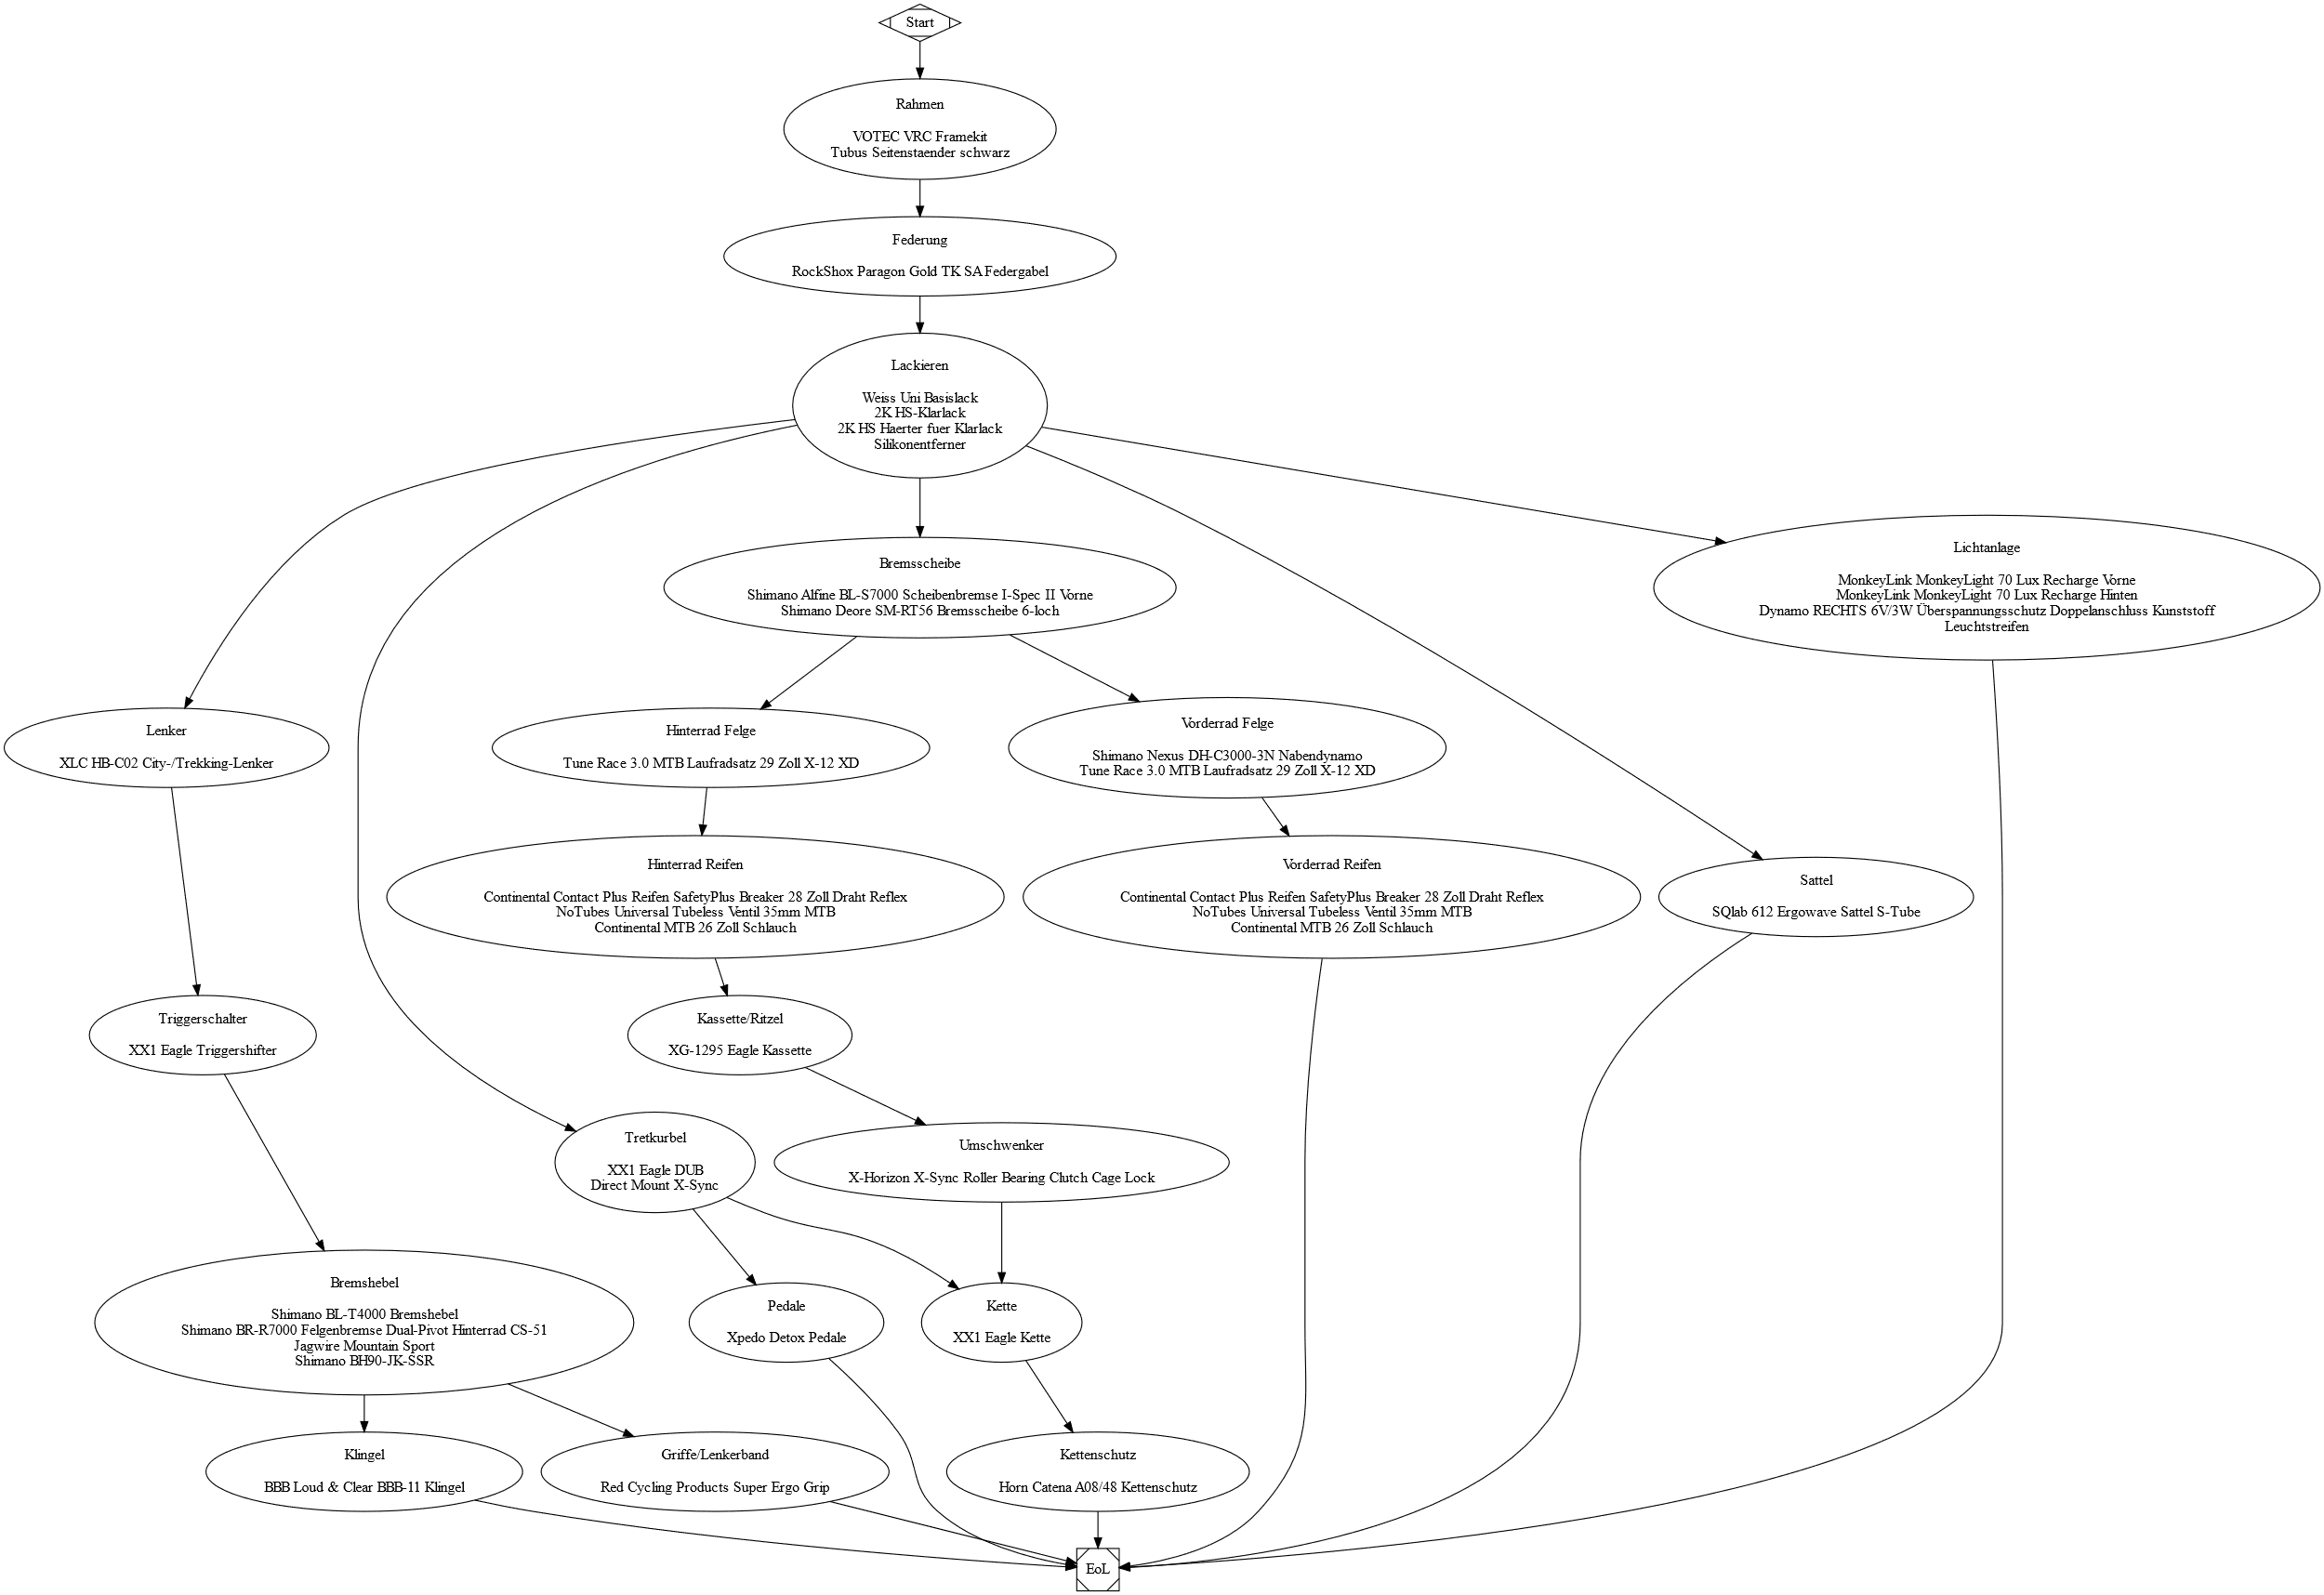 Start
Rahmen
VOTEC VRC Framekit
Tubus Seitenstaender schwarz
Federung
RockShox Paragon Gold TK SA Federgabel
Lackieren
Weiss Uni Basislack
2K HS-Klarlack
2K HS Haerter fuer Klarlack
Silikonentferner
Bremsscheibe
Shimano Alfine BL-S7000 Scheibenbremse I-Spec II Vorne
Shimano Deore SM-RT56 Bremsscheibe 6-loch
Lichtanlage
MonkeyLink MonkeyLight 70 Lux Recharge Vorne
MonkeyLink MonkeyLight 70 Lux Recharge Hinten
Dynamo RECHTS 6V/3W Überspannungsschutz Doppelanschluss Kunststoff
Leuchtstreifen
Lenker
XLC HB-C02 City-/Trekking-Lenker
Hinterrad Felge
Tune Race 3.0 MTB Laufradsatz 29 Zoll X-12 XD
Vorderrad Felge
Shimano Nexus DH-C3000-3N Nabendynamo
Tune Race 3.0 MTB Laufradsatz 29 Zoll X-12 XD
Hinterrad Reifen
Continental Contact Plus Reifen SafetyPlus Breaker 28 Zoll Draht Reflex
NoTubes Universal Tubeless Ventil 35mm MTB
Continental MTB 26 Zoll Schlauch
Vorderrad Reifen
Continental Contact Plus Reifen SafetyPlus Breaker 28 Zoll Draht Reflex
NoTubes Universal Tubeless Ventil 35mm MTB
Continental MTB 26 Zoll Schlauch
Sattel
SQlab 612 Ergowave Sattel S-Tube
Triggerschalter
XX1 Eagle Triggershifter
Kassette/Ritzel
XG-1295 Eagle Kassette
Tretkurbel
XX1 Eagle DUB
Direct Mount X-Sync
Umschwenker
X-Horizon X-Sync Roller Bearing Clutch Cage Lock
Bremshebel
Shimano BL-T4000 Bremshebel
Shimano BR-R7000 Felgenbremse Dual-Pivot Hinterrad CS-51
Jagwire Mountain Sport
Shimano BH90-JK-SSR
Pedale
Xpedo Detox Pedale
Kette
XX1 Eagle Kette
Klingel
BBB Loud & Clear BBB-11 Klingel
Griffe/Lenkerband
Red Cycling Products Super Ergo Grip
Kettenschutz
Horn Catena A08/48 Kettenschutz
EoL